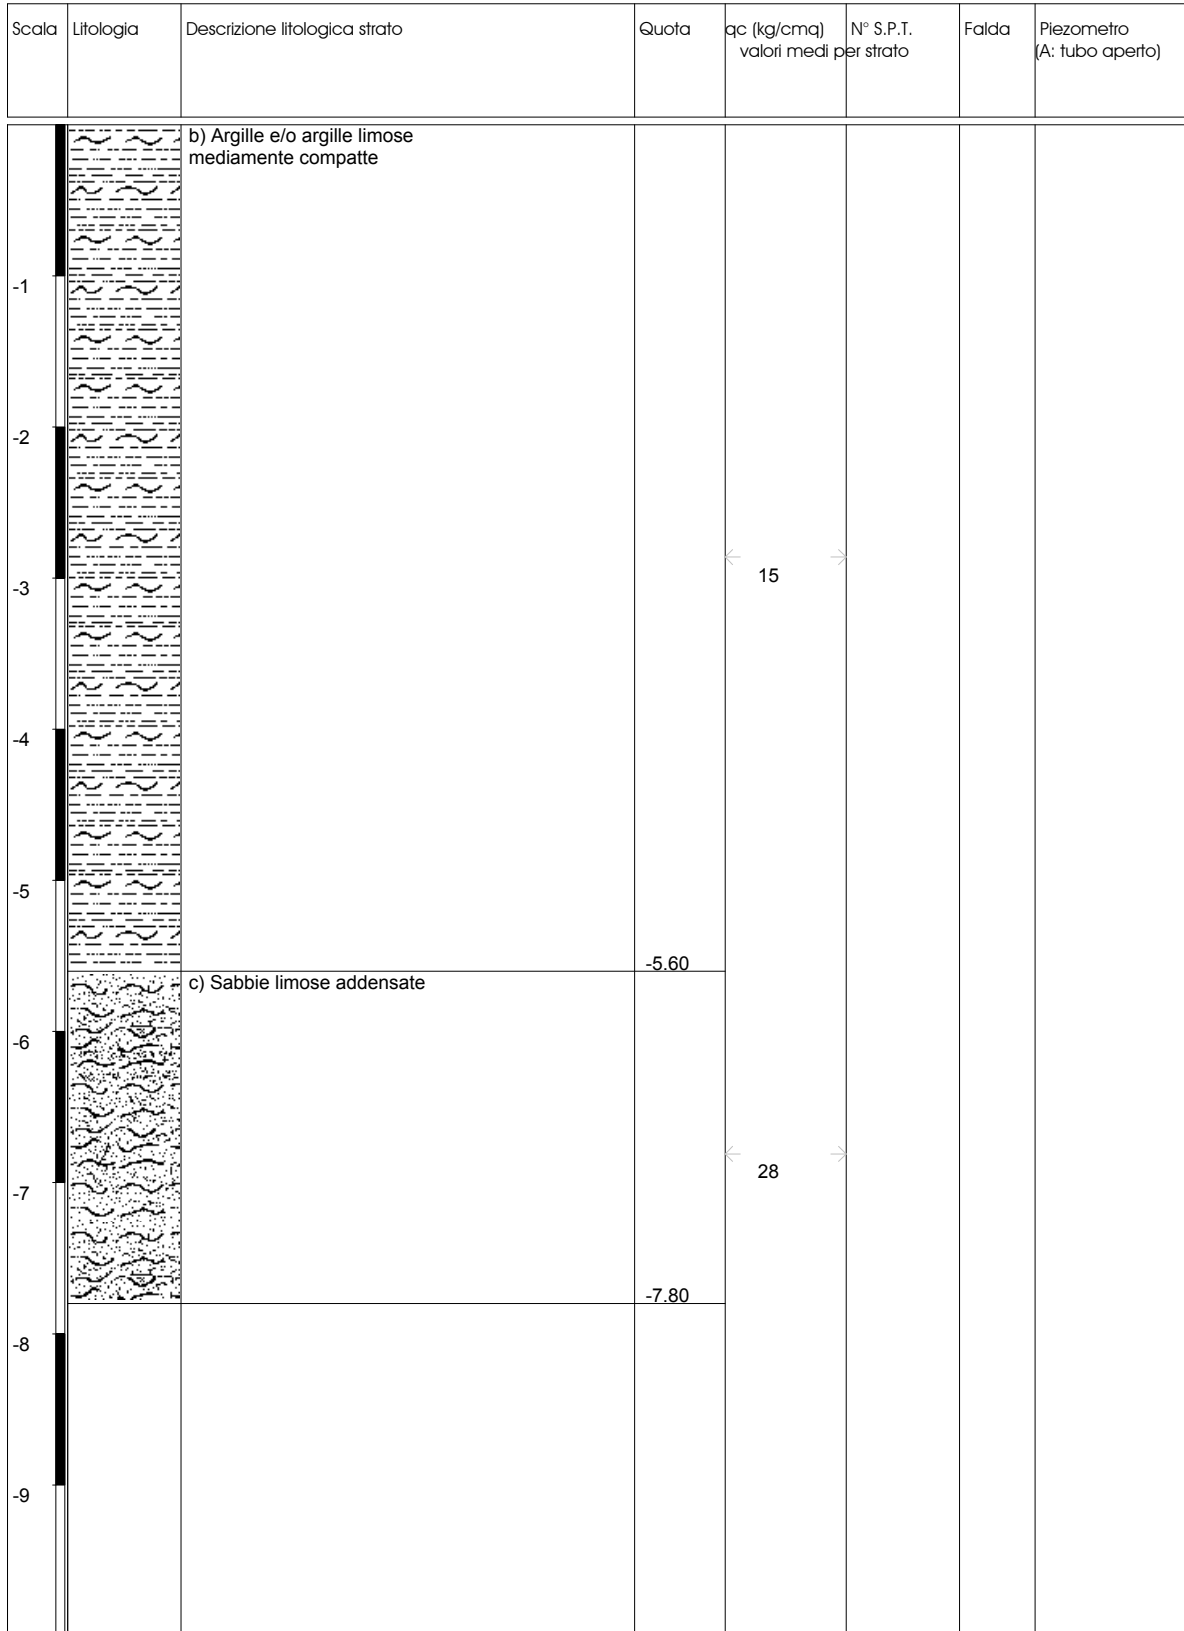 Scala Litologia Descrizione litologica strato Quota qc (kg/cmq) N° S.P.T. Falda Piezometro
valori medi per strato (A: tubo aperto)
b) Argille e/o argille limose
mediamente compatte
-1
-2
-3
15
-4
-5
-5.60
c) Sabbie limose addensate
-6
28
-7
-7.80
-8
-9